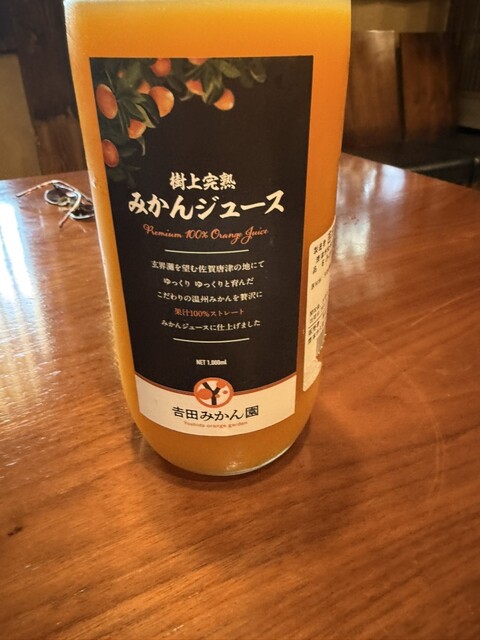 樹上完熟
みかんジュース
Premium 100% Orange Juice
玄界灘を望む佐賀唐津の地にて
ゆっくり ゆっくりと育んだ
こだわりの温州みかんを贅沢に
果汁100%ストレート
みかんジュースに仕上げました
NET 1,000ml
Y
吉田みかん園
Yoshida orange garden